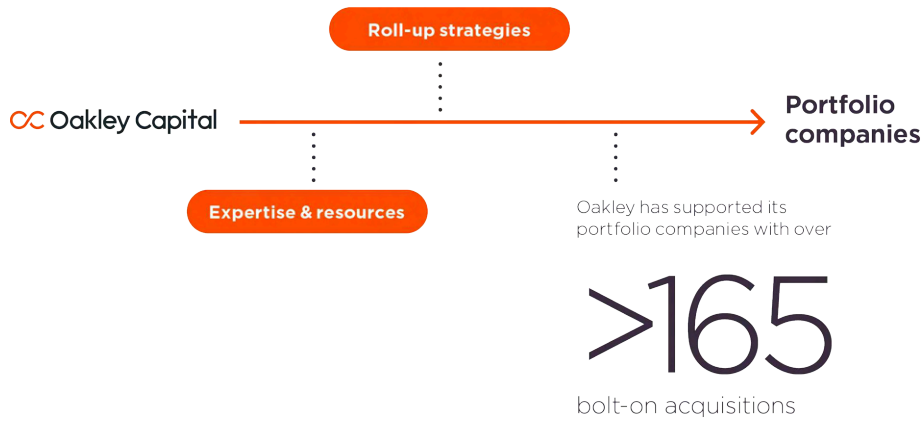 Roll-up strategies
Oakley Capital
Portfolio
companies
Expertise & resources
Oakley has supported its
portfolio companies with over
>165
bolt-on acquisitions